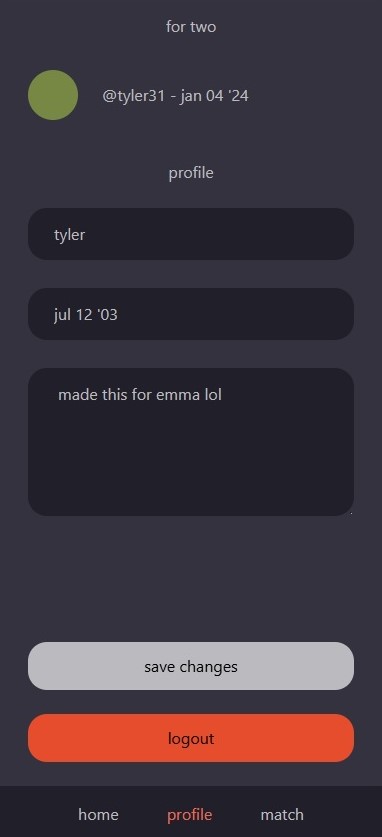 for two
@tyler31 - jan 04 '24
profile
tyler
jul 12 '03
made this for emma lol
save changes
logout
home profile match